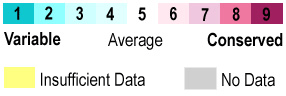 1 2 3 4 5 6 7 8 9
Variable Average Conserved
Insufficient Data No Data